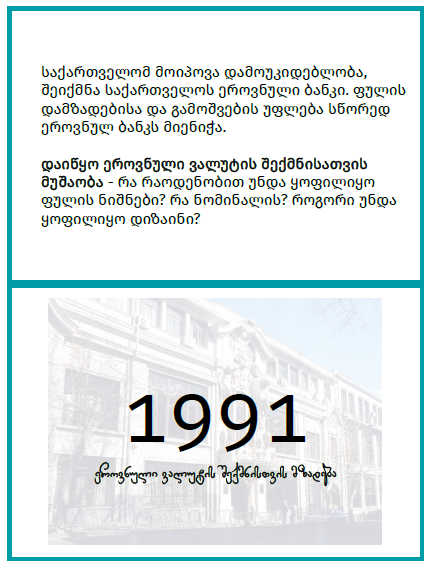 საქართველომ მოიპოვა დამოუკიდებლობა,
შეიქმნა საქართველოს ეროვნული ბანკი. ფულის
დამზადებისა და გამოშვების უფლება სწორედ
ეროვნულ ბანკს მიენიჭა.
დაიწყო ეროვნული ვალუტის შექმნისათვის
მუშაობა - რა რაოდენობით უნდა ყოფილიყო
ფულის ნიშნები? რა ნომინალის? როგორი უნდა
ყოფილიყო დიზაინი?
1991
ეროვნული ვალუტის შექმნისთვის მზადება